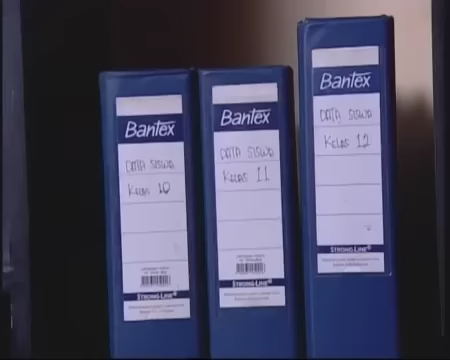 Bantex
DATA SISWA
KELAS 10
STRONG-LINE®
Bantex
DATA SISWA
KELAS 11
STRONG-LINE®
Bantex
DATA SISWA
KELAS 12
STRONG-LINE®